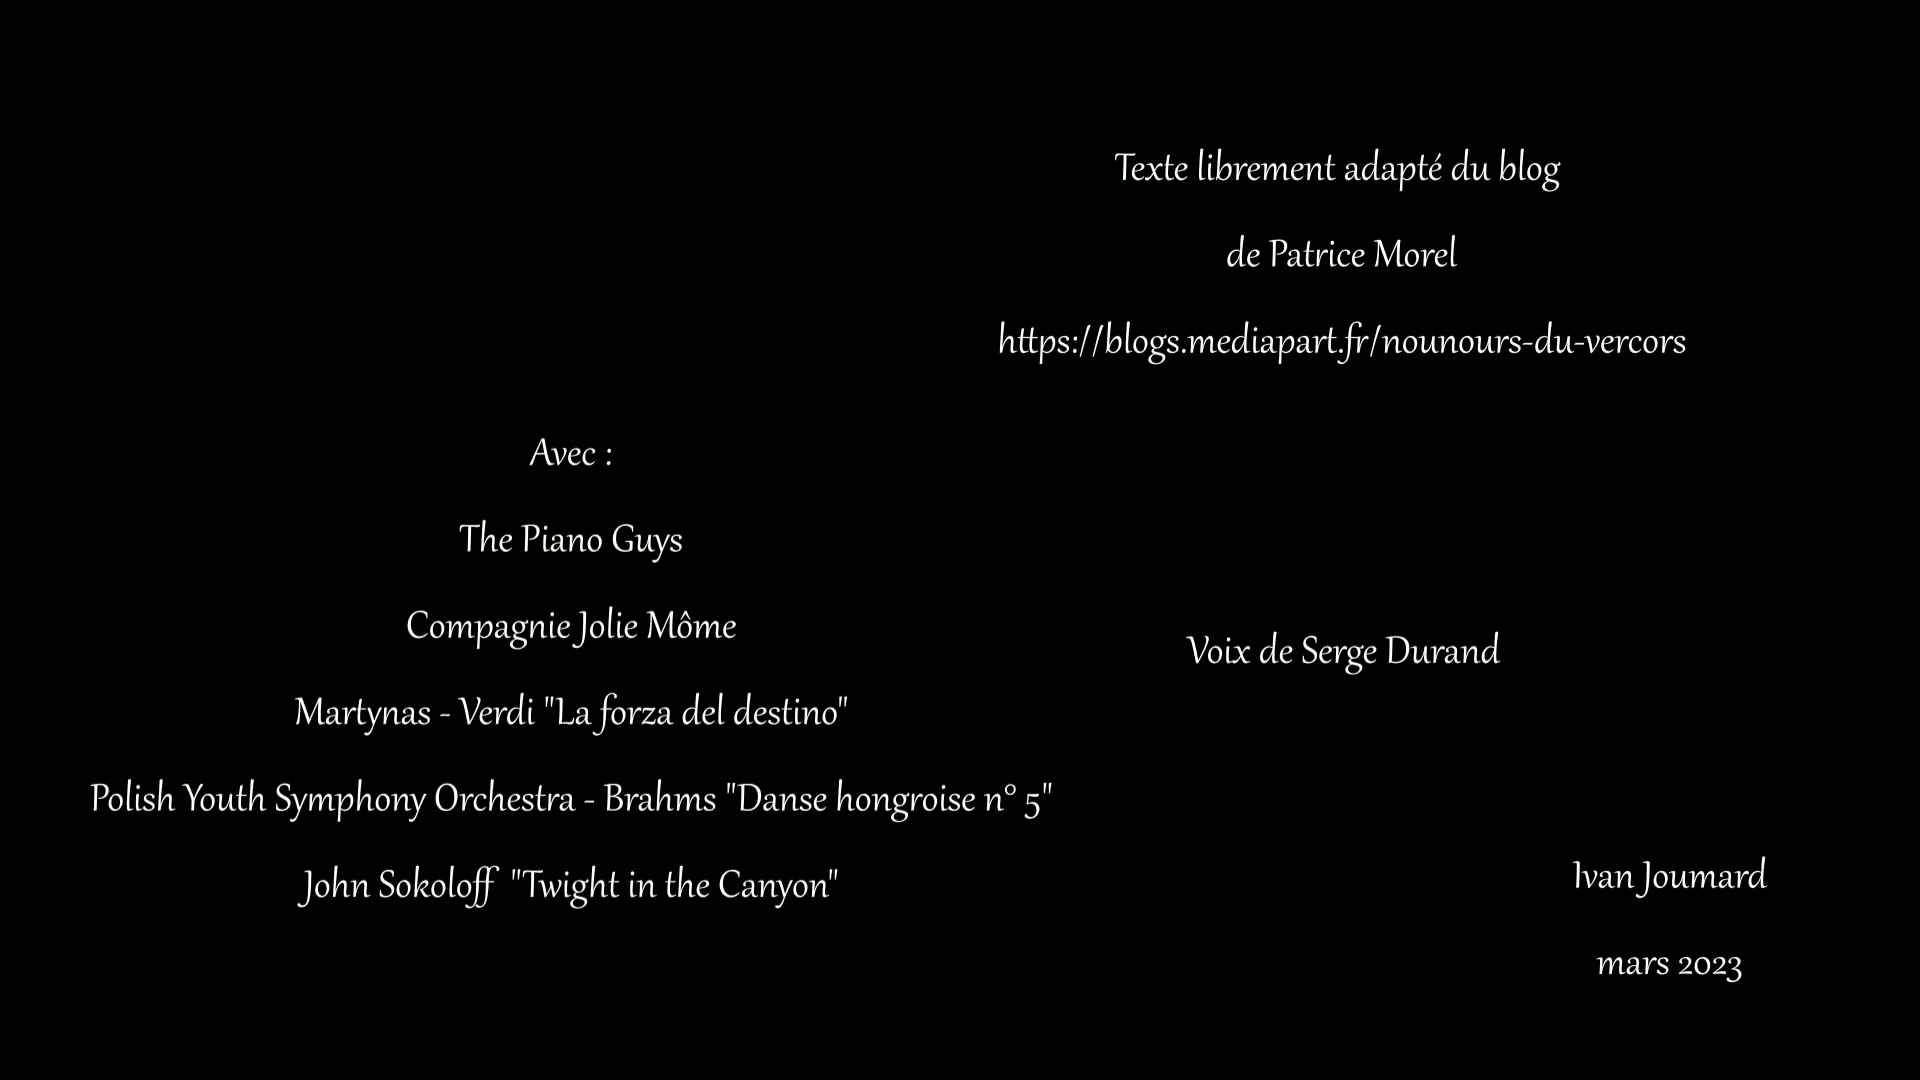 Texte librement adapté du blog
de Patrice Morel
https://blogs.mediapart.fr/nounours-du-vercors
Avec :
The Piano Guys
Compagnie Jolie Môme
Martynas - Verdi "La forza del destino"
Polish Youth Symphony Orchestra - Brahms "Danse hongroise n° 5"
John Sokoloff "Twight in the Canyon"
Voix de Serge Durand
Ivan Joumard
mars 2023